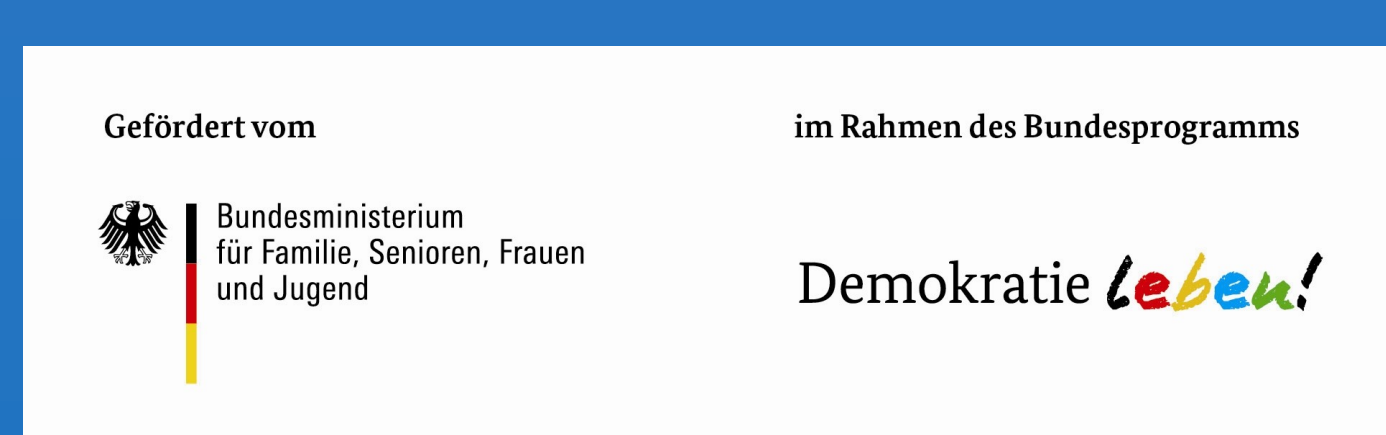 Gefördert vom
Bundesministerium
für Familie, Senioren, Frauen
und Jugend
im Rahmen des Bundesprogramms
Demokratie leben!